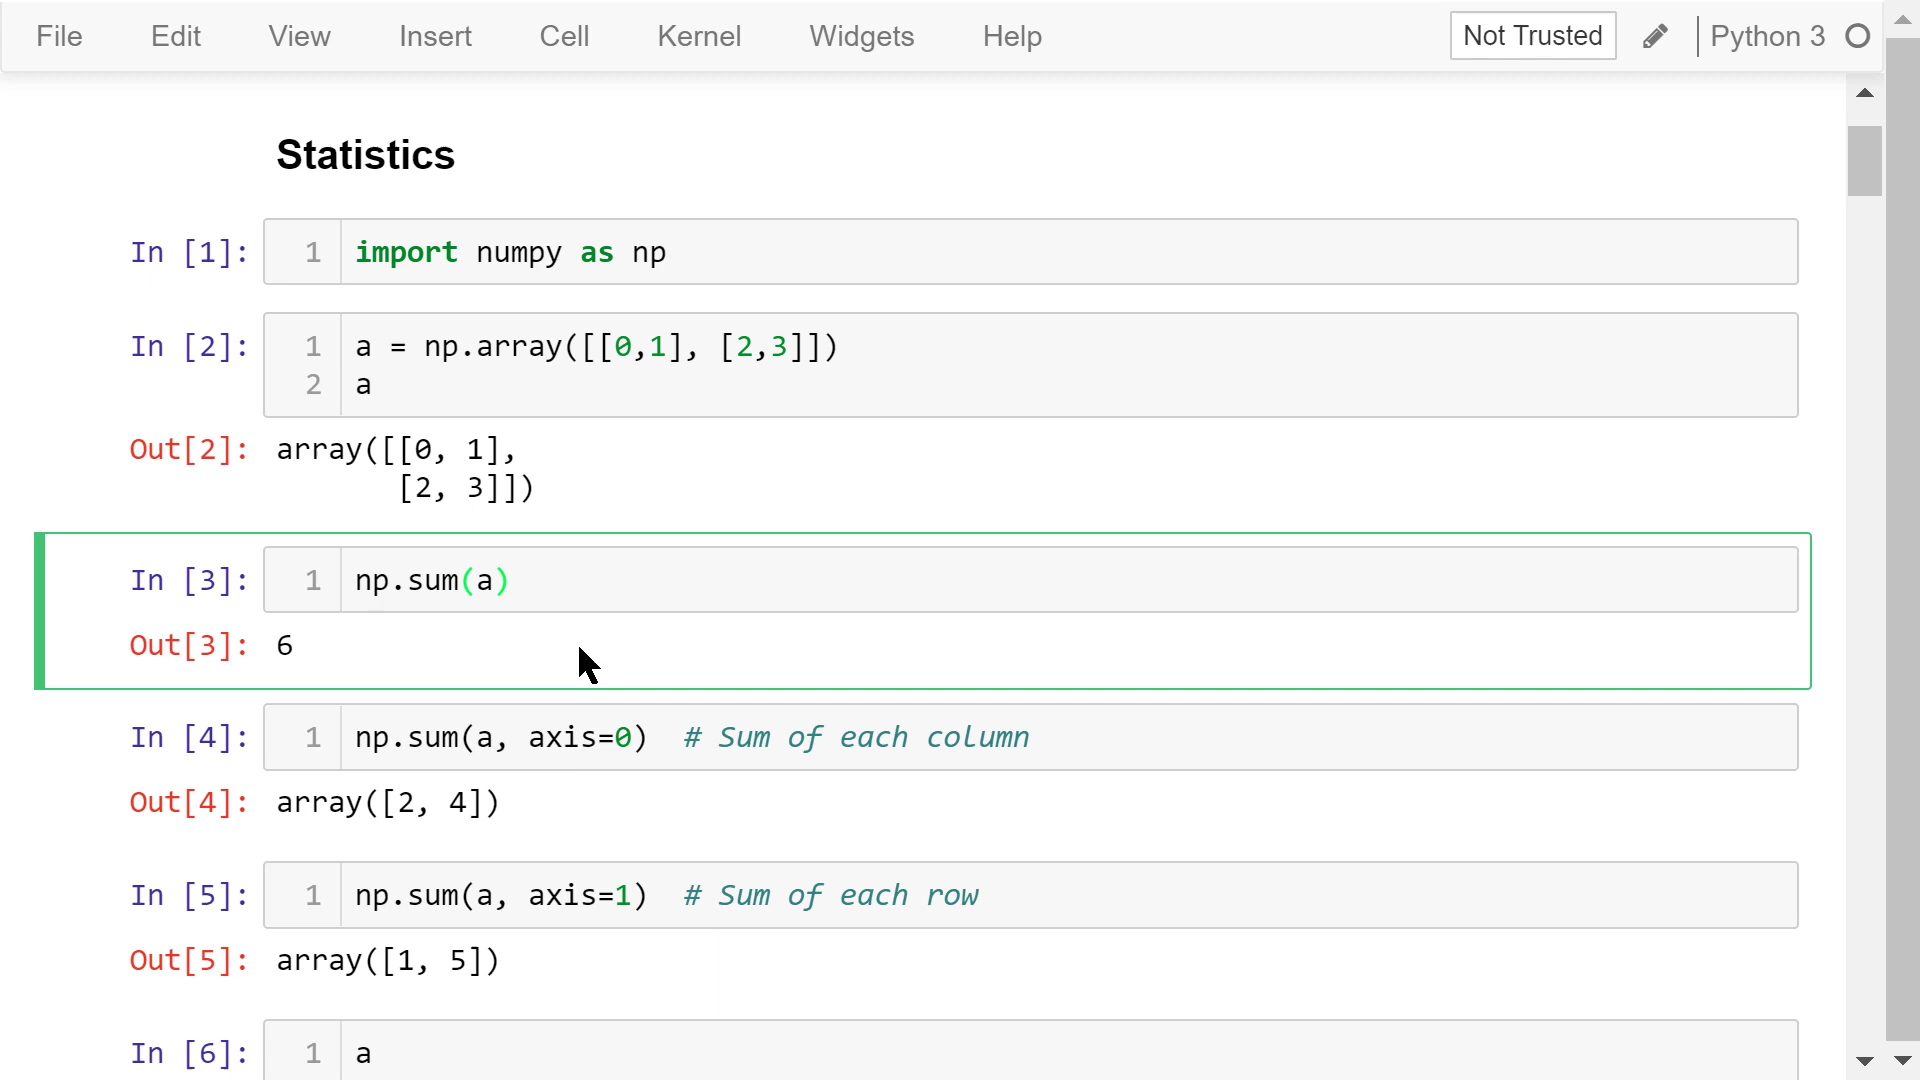 File Edit View Insert Cell Kernel Widgets Help Not Trusted Python 3
Statistics
In [1]: 1 import numpy as np
In [2]: 1 a = np.array([[0,1], [2,3]])
2 a
Out[2]: array([[0, 1],
[2, 3]])
In [3]: 1 np.sum(a)
Out[3]: 6
In [4]: 1 np.sum(a, axis=0)  # Sum of each column
Out[4]: array([2, 4])
In [5]: 1 np.sum(a, axis=1)  # Sum of each row
Out[5]: array([1, 5])
In [6]: 1 a